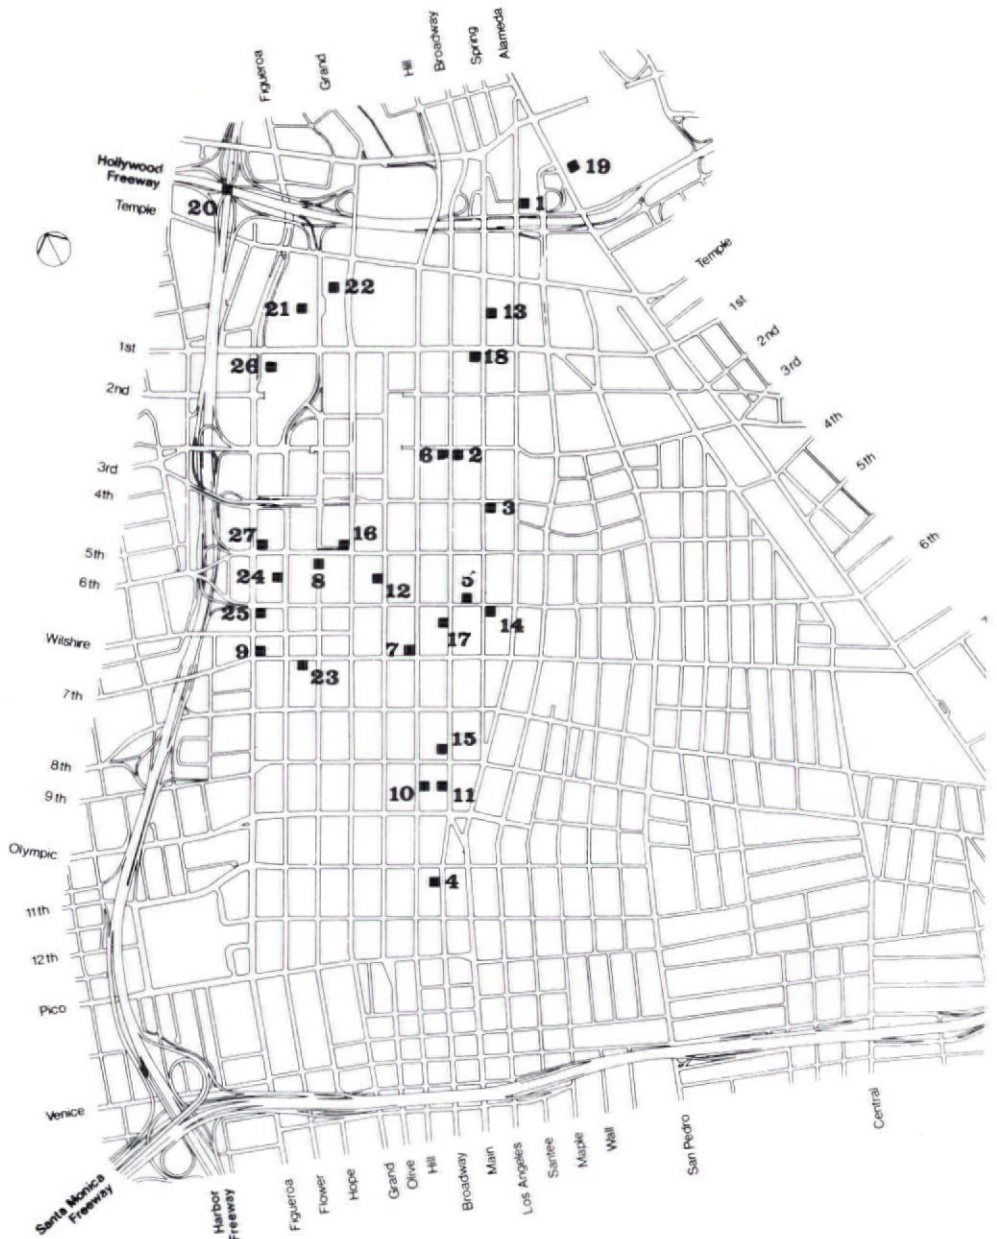 Figueroa
Grand
Hill
Broadway
Spring
Alameda
Hollywood
Freeway
Temple
19
1
20
Temple
22
21
13
1st
2nd
3rd
1st
18
26
2nd
4th
6
2
5th
3rd
4th
3
27
16
6th
5th
8
24
12
5
6th
25
14
17
Wilshire
9
7
23
7th
15
8th
10
11
9th
Olympic
4
11th
12th
Pico
Venice
Santa Monica
Freeway
Harbor
Freeway
Figueroa
Flower
Hope
Grand
Olive
Hill
Broadway
Main
Los Angeles
Santee
Maple
Wall
San Pedro
Central